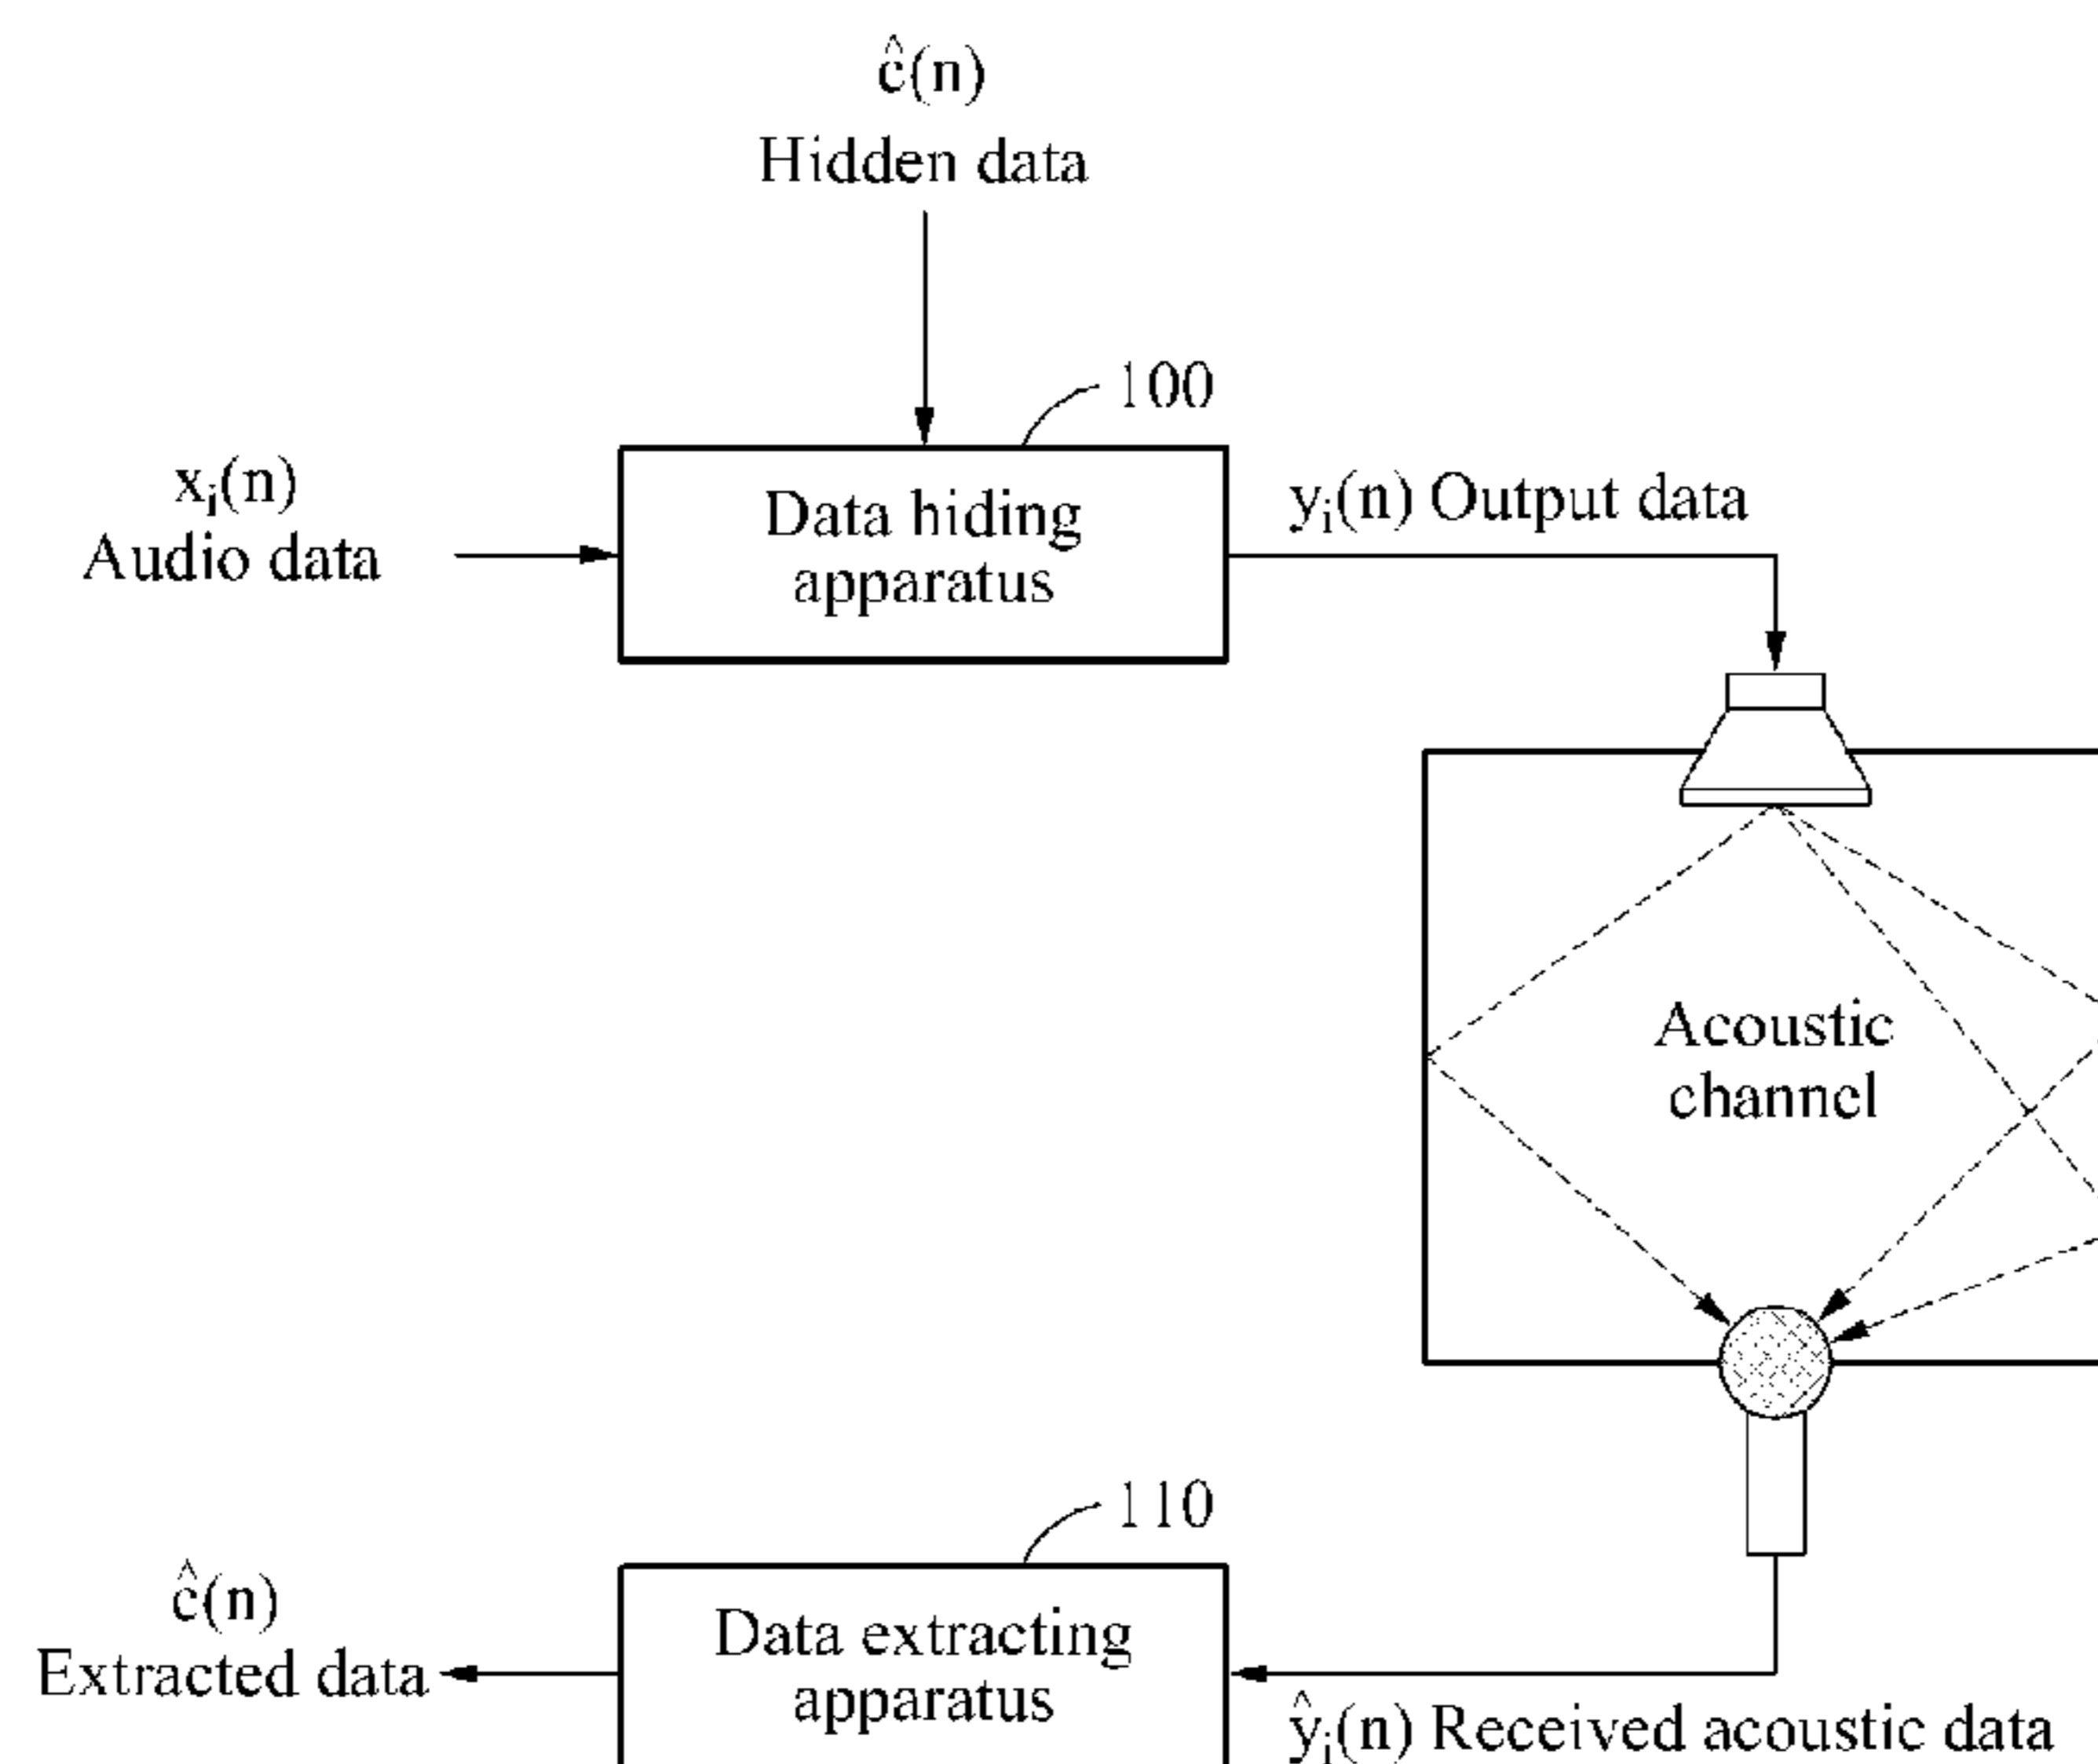 ĉ(n)
Hidden data
100
xᵢ(n)
Audio data
Data hiding
apparatus
yᵢ(n) Output data
Acoustic
channel
110
ĉ(n)
Extracted data
Data extracting
apparatus
ŷᵢ(n) Received acoustic data